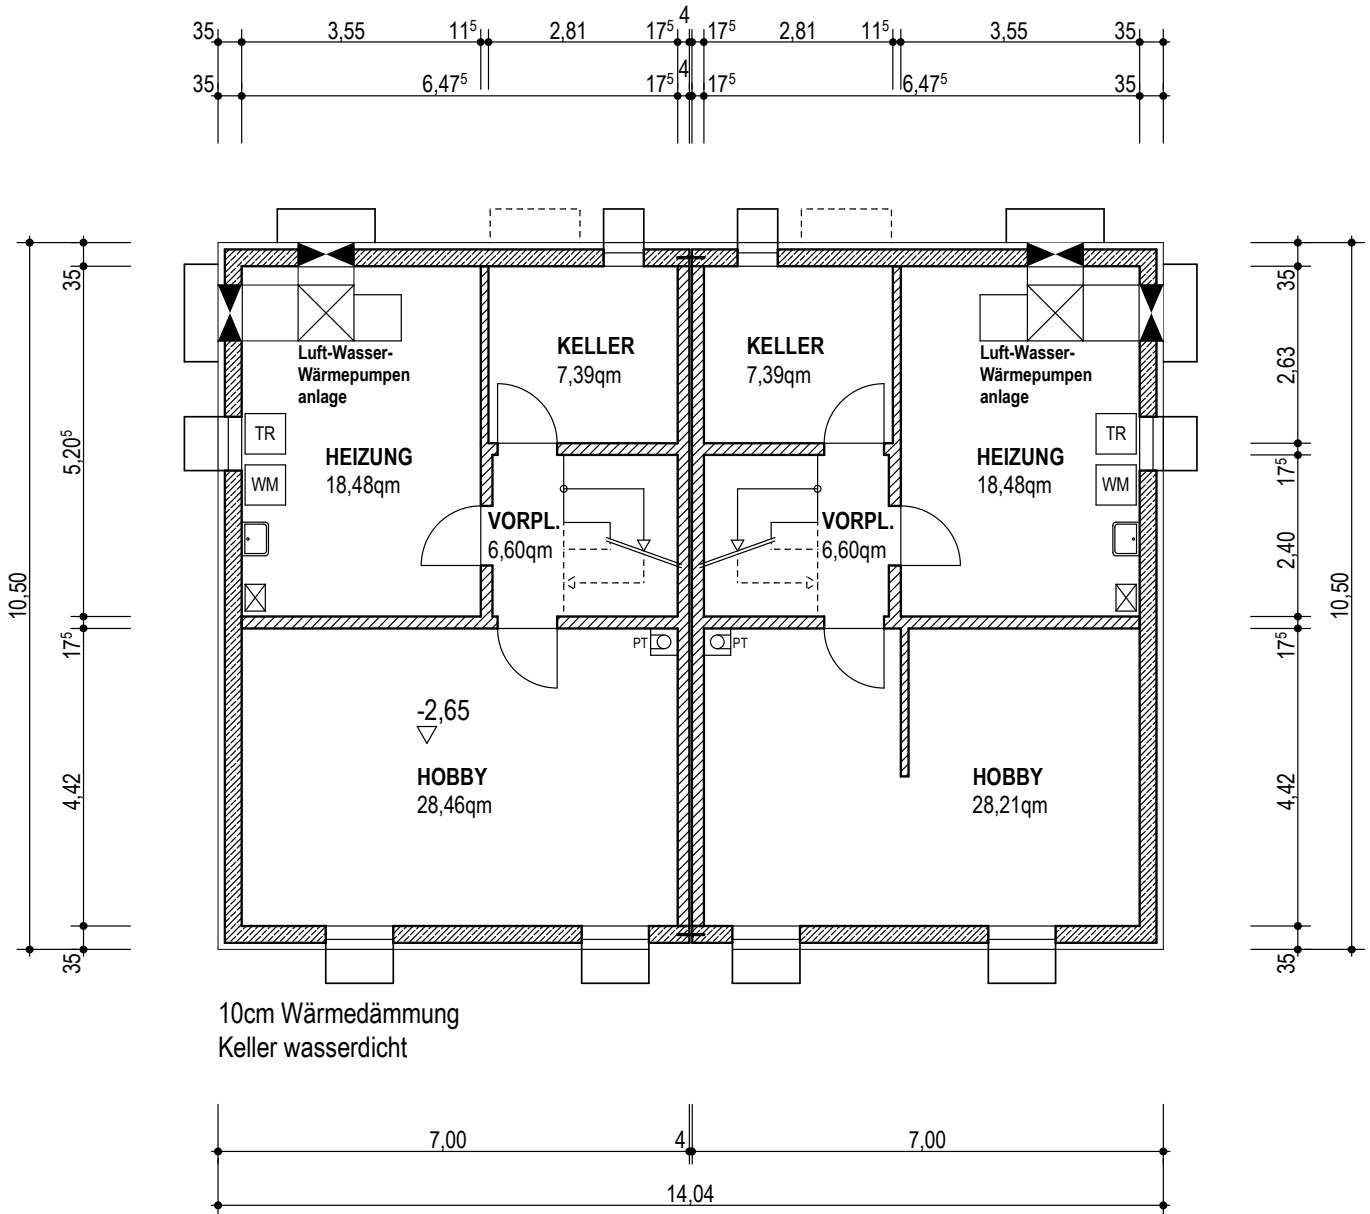 35 3,55 11⁵ 2,81 17⁵ 4 17⁵ 2,81 11⁵ 3,55 35
35 6,47⁵ 17⁵ 4 17⁵ 6,47⁵ 35
35
5,20⁵
17⁵
4,42
35
10,50
Luft-Wasser-
Wärmepumpen
anlage
TR
WM
HEIZUNG
18,48qm
KELLER
7,39qm
VORPL.
6,60qm
PT
-2,65
HOBBY
28,46qm
KELLER
7,39qm
Luft-Wasser-
Wärmepumpen
anlage
TR
WM
HEIZUNG
18,48qm
VORPL.
6,60qm
PT
HOBBY
28,21qm
35
2,63
17⁵
2,40
17⁵
4,42
35
10,50
10cm Wärmedämmung
Keller wasserdicht
7,00 4 7,00
14,04